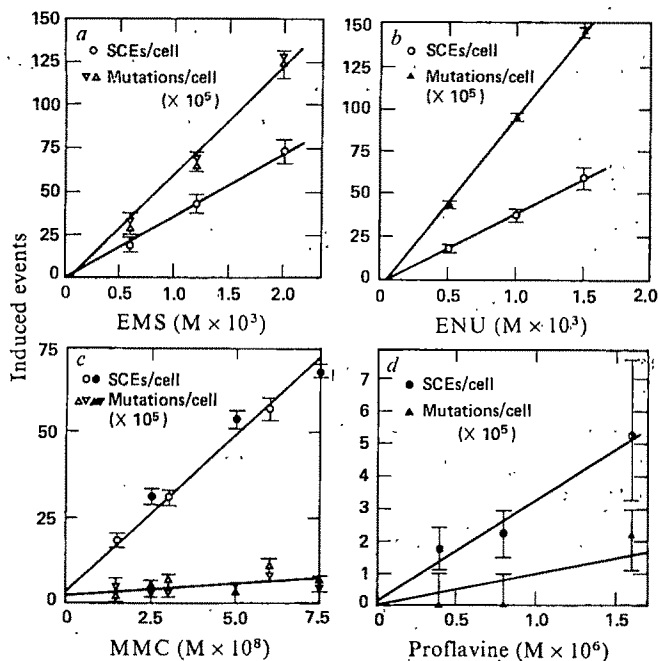 Induced events
a
SCEs/cell
Mutations/cell
(× 10⁵)
150
125
100
75
50
25
0
0 0.5 1.0 1.5 2.0
EMS (M × 10³)
b
SCEs/cell
Mutations/cell
(× 10⁵)
150
125
100
75
50
25
0
0 0.5 1.0 1.5 2.0
ENU (M × 10³)
c
SCEs/cell
Mutations/cell
(× 10⁵)
75
50
25
0
0 2.5 5.0 7.5
MMC (M × 10⁸)
d
SCEs/cell
Mutations/cell
(× 10⁵)
7
6
5
4
3
2
1
0
0 0.5 1.0 1.5
Proflavine (M × 10⁶)